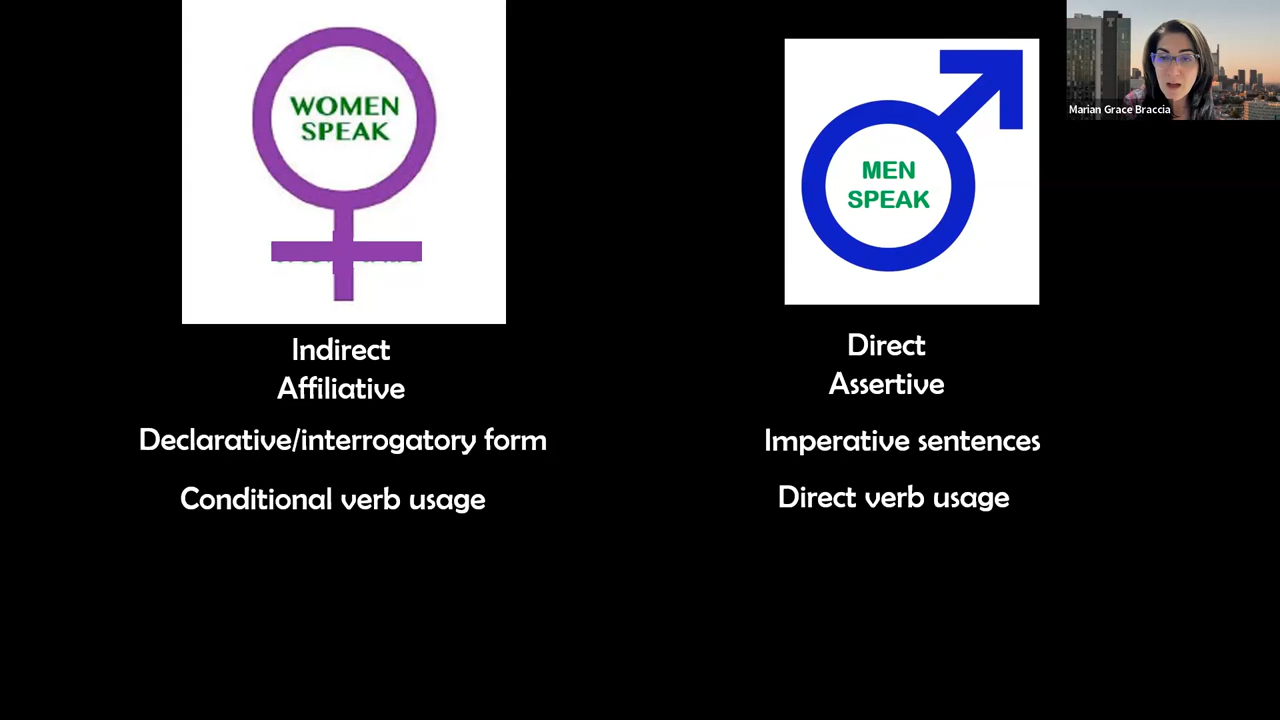 WOMEN
SPEAK
Indirect
Affiliative
Declarative/interrogatory form
Conditional verb usage
MEN
SPEAK
Direct
Assertive
Imperative sentences
Direct verb usage
Marian Grace Braccia